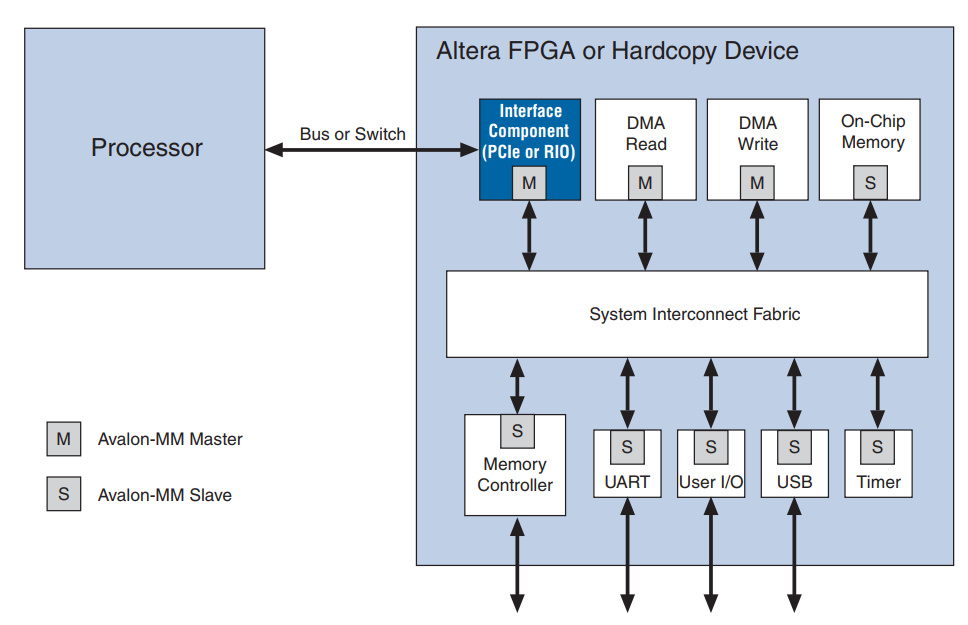 Altera FPGA or Hardcopy Device
Processor
Bus or Switch
Interface
Component
(PCIe or RIO)
M
DMA
Read
M
DMA
Write
M
On-Chip
Memory
S
System Interconnect Fabric
S
Memory
Controller
S
UART
S
User I/O
S
USB
S
Timer
M Avalon-MM Master
S Avalon-MM Slave